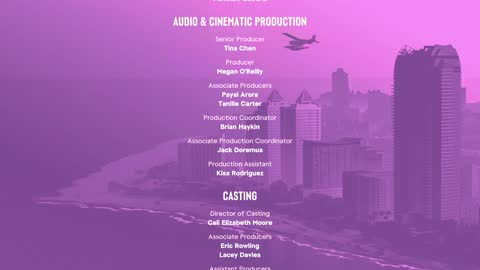 AUDIO & CINEMATIC PRODUCTION
Senior Producer
Tina Chen
Producer
Megan O'Reilly
Associate Producers
Payal Arora
Tanille Carter
Production Coordinator
Brian Haykin
Associate Production Coordinator
Jack Doremus
Production Assistant
Kisa Rodriguez
CASTING
Director of Casting
Cali Elizabeth Moore
Associate Producers
Eric Rowling
Lacey Davies
Assistant Producers